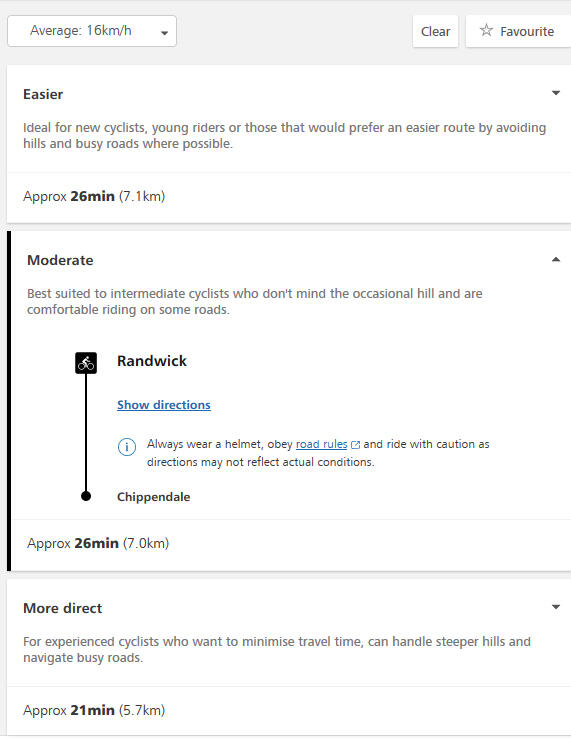 Average: 16km/h
Clear
Favourite
Easier
Ideal for new cyclists, young riders or those that would prefer an easier route by avoiding
hills and busy roads where possible.
Approx 26min (7.1km)
Moderate
Best suited to intermediate cyclists who don't mind the occasional hill and are
comfortable riding on some roads.
Randwick
Show directions
Always wear a helmet, obey road rules and ride with caution as
directions may not reflect actual conditions.
Chippendale
Approx 26min (7.0km)
More direct
For experienced cyclists who want to minimise travel time, can handle steeper hills and
navigate busy roads.
Approx 21min (5.7km)